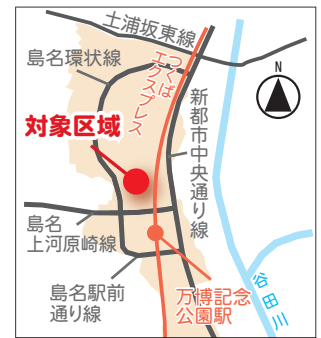 土浦坂東線
島名環状線
つくば
エクスプレス
N
新都市中央通り線
対象区域
島名
上河原崎線
島名駅前
通り線
万博記念
公園駅
谷田川